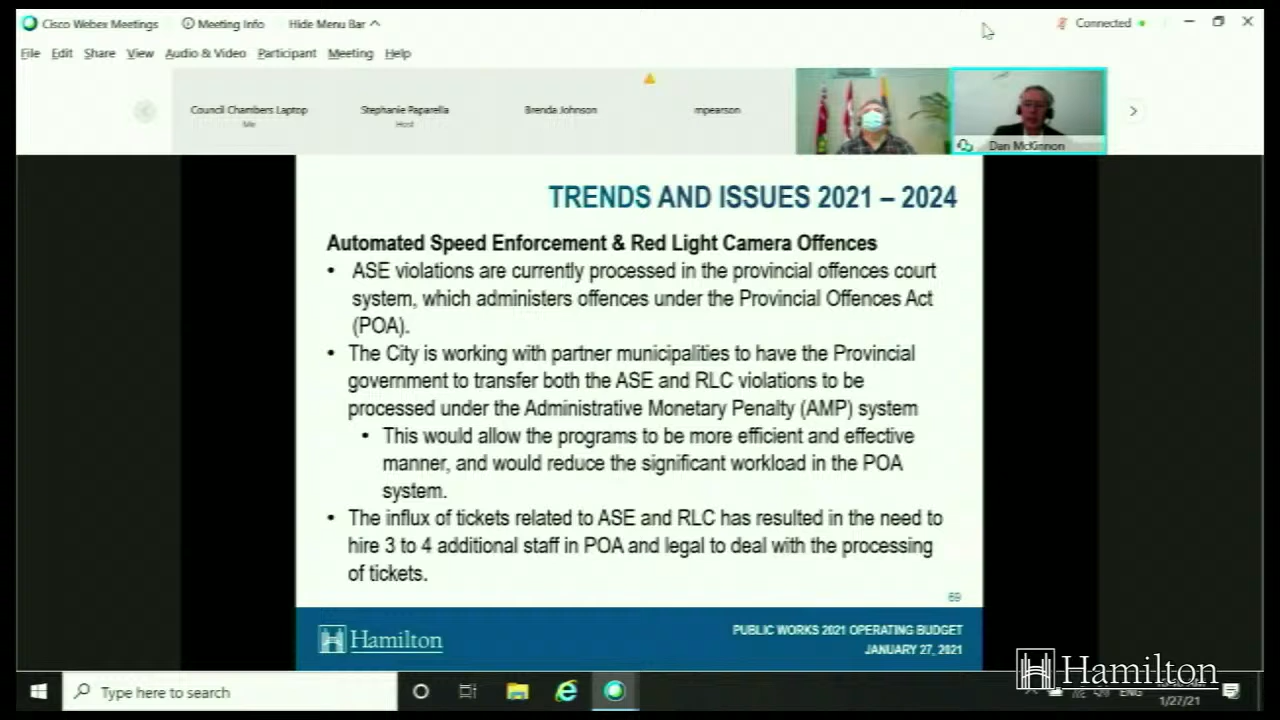 Cisco Webex Meetings
Meeting Info
Hide Menu Bar
Connected
File Edit Share View Audio & Video Participant Meeting Help
Council Chambers Laptop
Me
Stephanie Paparella
Host
Brenda Johnson
mpearson
Dan McKinnon
TRENDS AND ISSUES 2021 – 2024
Automated Speed Enforcement & Red Light Camera Offences
• ASE violations are currently processed in the provincial offences court
system, which administers offences under the Provincial Offences Act
(POA).
• The City is working with partner municipalities to have the Provincial
government to transfer both the ASE and RLC violations to be
processed under the Administrative Monetary Penalty (AMP) system
• This would allow the programs to be more efficient and effective
manner, and would reduce the significant workload in the POA
system.
• The influx of tickets related to ASE and RLC has resulted in the need to
hire 3 to 4 additional staff in POA and legal to deal with the processing
of tickets.
69
Hamilton
PUBLIC WORKS 2021 OPERATING BUDGET
JANUARY 27, 2021
Hamilton
Type here to search
ENG
1/27/21